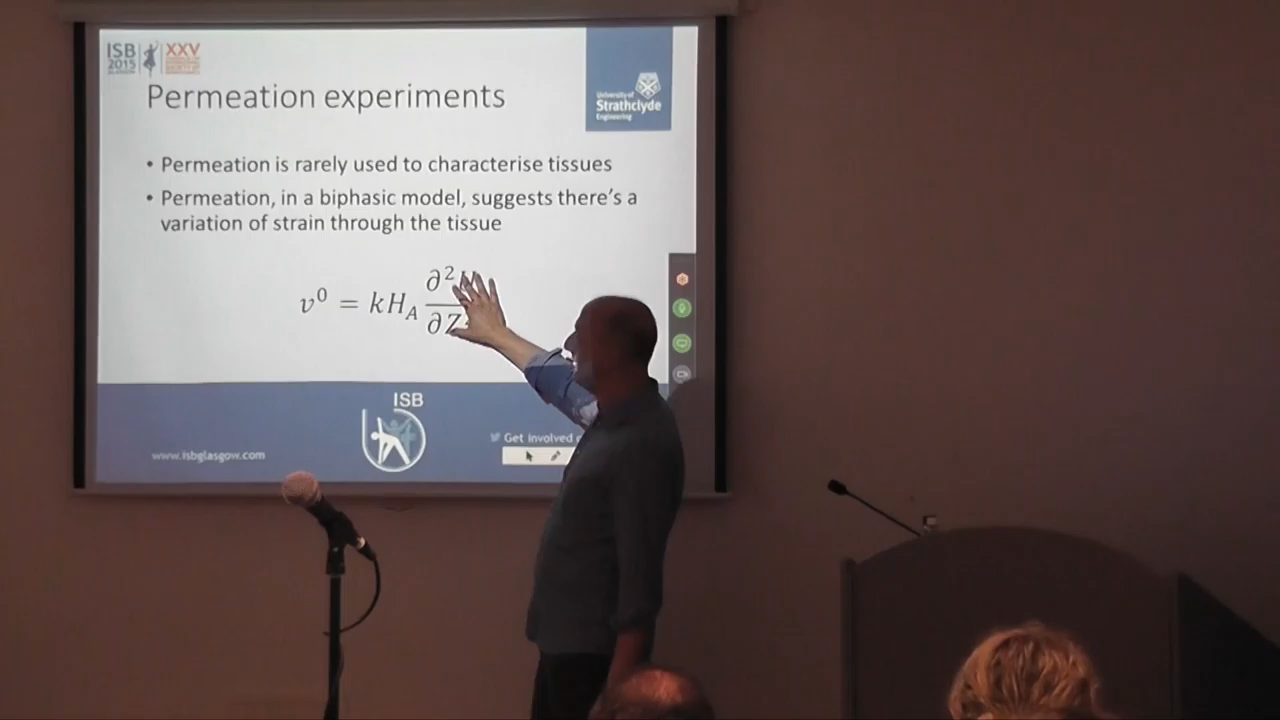 ISB
2015
GLASGOW
XXV
Permeation experiments
University of
Strathclyde
Engineering
• Permeation is rarely used to characterise tissues
• Permeation, in a biphasic model, suggests there's a
variation of strain through the tissue
v⁰ = kH_A ∂² / ∂Z
ISB
www.isbglasgow.com
Get involved